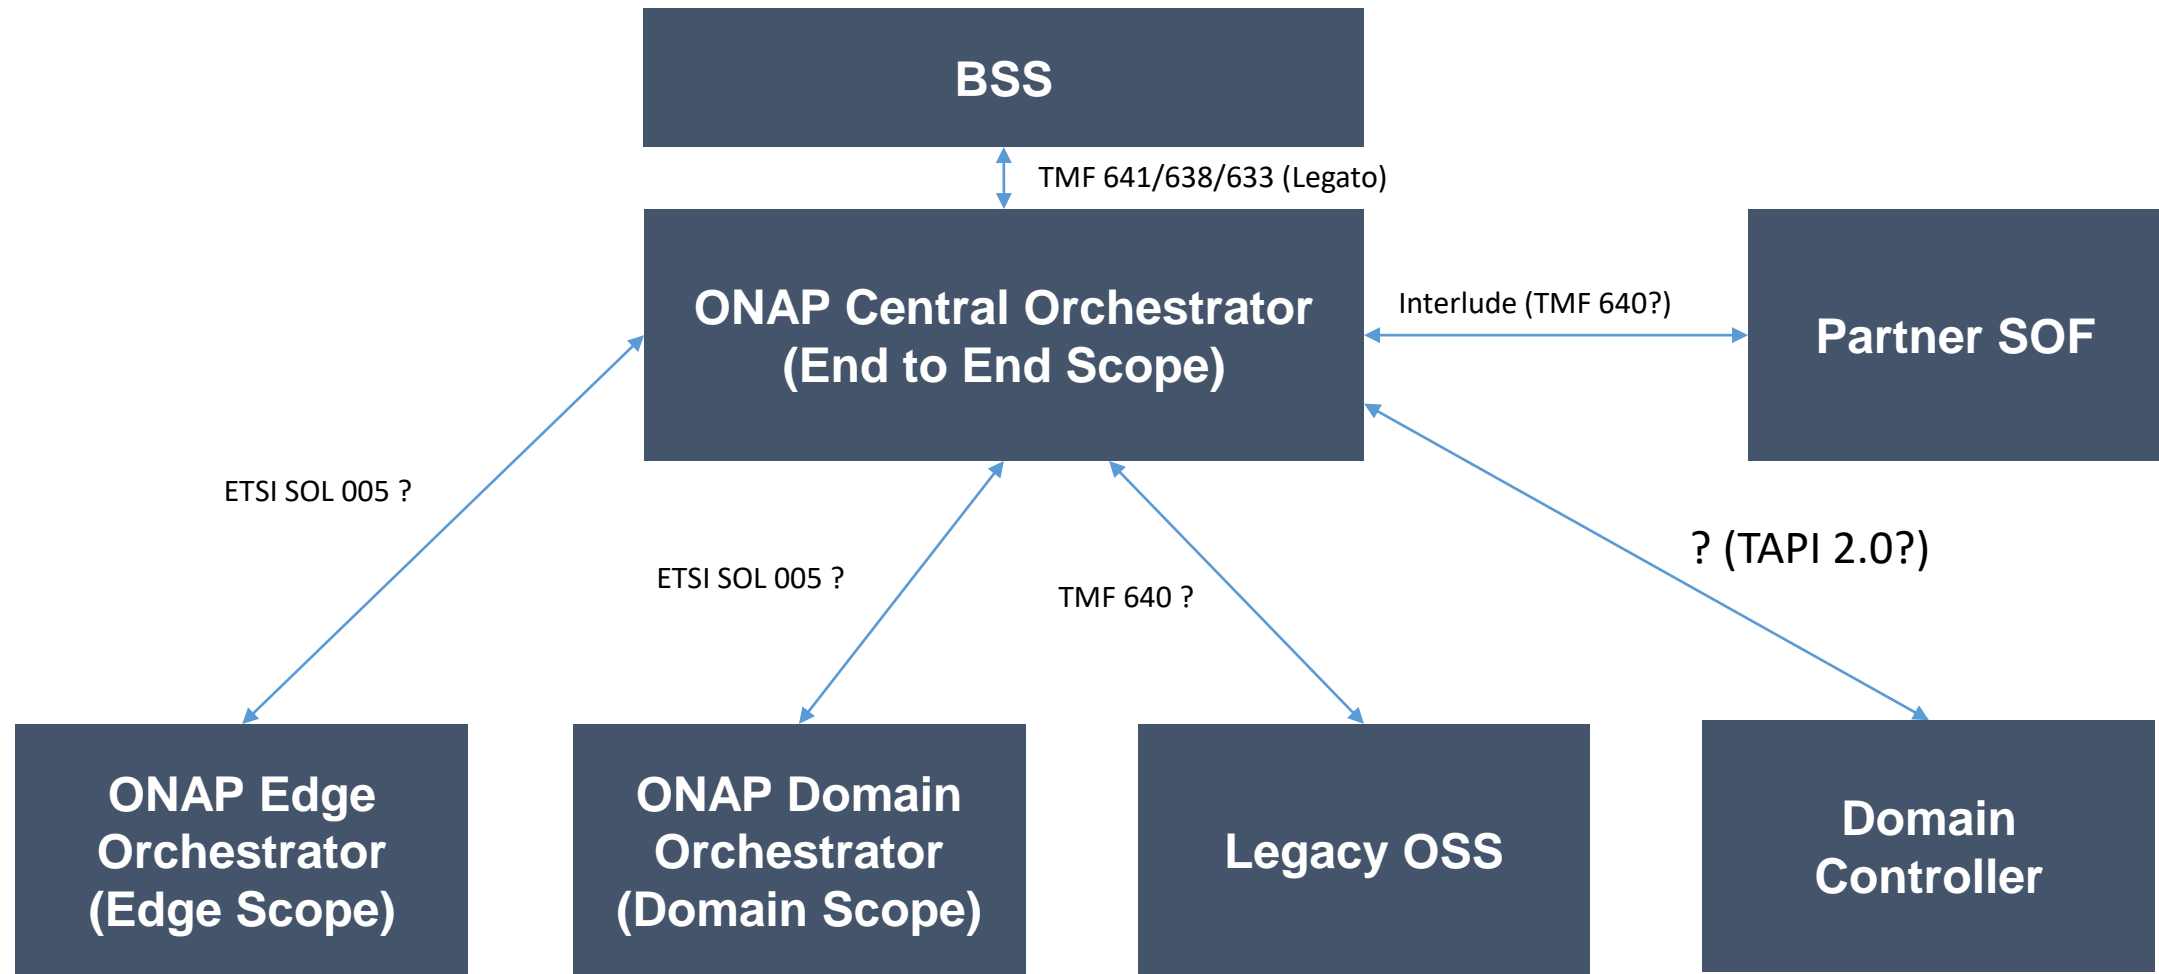 BSS
TMF 641/638/633 (Legato)
ONAP Central Orchestrator
(End to End Scope)
Interlude (TMF 640?)
Partner SOF
ETSI SOL 005 ?
ETSI SOL 005 ?
TMF 640 ?
? (TAPI 2.0?)
ONAP Edge
Orchestrator
(Edge Scope)
ONAP Domain
Orchestrator
(Domain Scope)
Legacy OSS
Domain
Controller